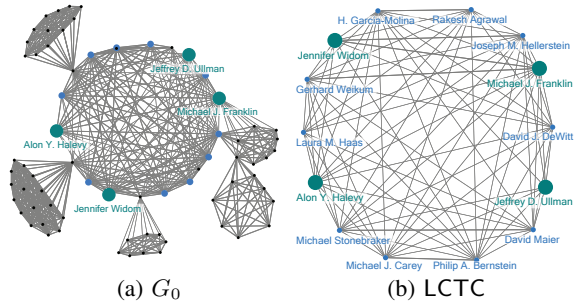 Jeffrey D. Ullman
Michael J. Franklin
Alon Y. Halevy
Jennifer Widom
(a) G₀
H. Garcia-Molina
Rakesh Agrawal
Joseph M. Hellerstein
Jennifer Widom
Michael J. Franklin
Gerhard Weikum
David J. DeWitt
Laura M. Haas
Alon Y. Halevy
Jeffrey D. Ullman
Michael Stonebraker
David Maier
Michael J. Carey
Philip A. Bernstein
(b) LCTC